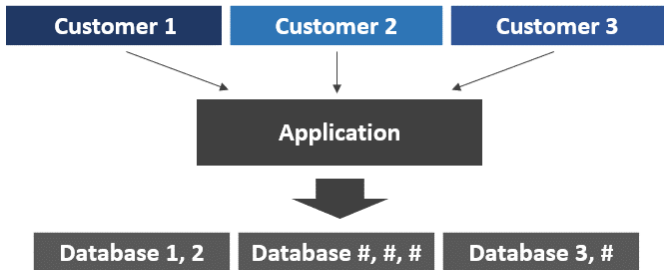 Customer 1
Customer 2
Customer 3
Application
Database 1, 2
Database #, #, #
Database 3, #